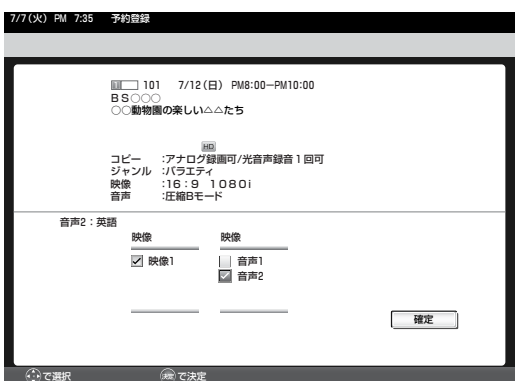 7/7(火) PM 7:35 予約登録
1 101 7/12(日) PM8:00-PM10:00
BS○○○
○○動物園の楽しい△△たち
HD
コピー :アナログ録画可/光音声録音1回可
ジャンル :バラエティ
映像 :16:9 1080i
音声 :圧縮Bモード
音声2:英語
映像 映像
映像1 音声1
音声2
確定
で選択 決定 で決定